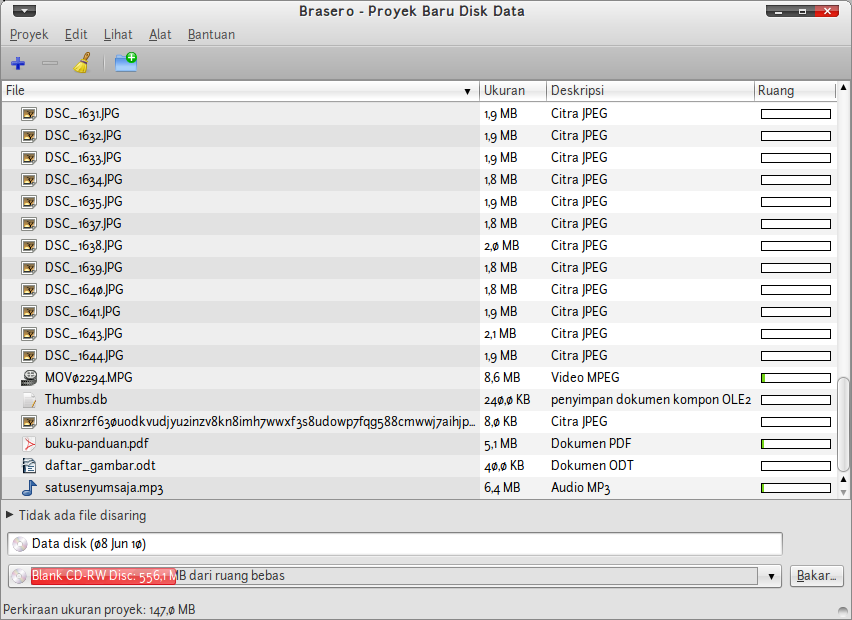 Brasero - Proyek Baru Disk Data
Proyek Edit Lihat Alat Bantuan
File Ukuran Deskripsi Ruang
DSC_1631.JPG 1,9 MB Citra JPEG
DSC_1632.JPG 1,9 MB Citra JPEG
DSC_1633.JPG 1,9 MB Citra JPEG
DSC_1634.JPG 1,8 MB Citra JPEG
DSC_1635.JPG 1,9 MB Citra JPEG
DSC_1637.JPG 1,8 MB Citra JPEG
DSC_1638.JPG 2,0 MB Citra JPEG
DSC_1639.JPG 1,8 MB Citra JPEG
DSC_1640.JPG 1,8 MB Citra JPEG
DSC_1641.JPG 1,9 MB Citra JPEG
DSC_1643.JPG 2,1 MB Citra JPEG
DSC_1644.JPG 1,9 MB Citra JPEG
MOV02294.MPG 8,6 MB Video MPEG
Thumbs.db 240,0 KB penyimpan dokumen kompon OLE2
a8ixnr2rf630uodkvudjyu2inzv8kn8imh7wwxf3s8udowp7fqg588cmwwj7aihjp... 8,0 KB Citra JPEG
buku-panduan.pdf 5,1 MB Dokumen PDF
daftar_gambar.odt 40,0 KB Dokumen ODT
satusenyumsaja.mp3 6,4 MB Audio MP3
Tidak ada file disaring
Data disk (08 Jun 10)
Blank CD-RW Disc: 556,1 MB dari ruang bebas Bakar...
Perkiraan ukuran proyek: 147,0 MB